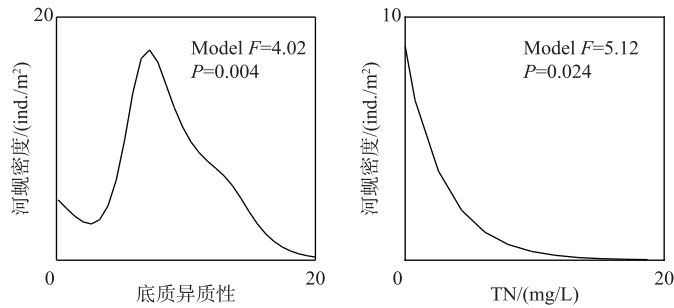 20
河蚬密度/(ind./m²)
Model F=4.02
P=0.004
0
20
底质异质性
10
河蚬密度/(ind./m²)
Model F=5.12
P=0.024
0
20
TN/(mg/L)